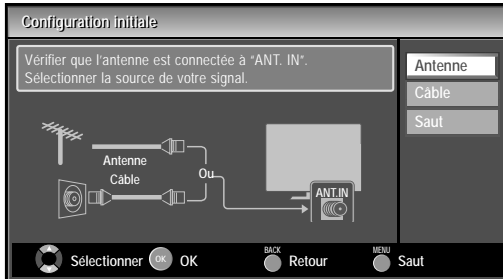 Configuration initiale
Vérifier que l'antenne est connectée à "ANT. IN".
Sélectionner la source de votre signal.
Antenne
Câble
Saut
Antenne
Câble
Ou
ANT.IN
Sélectionner OK OK BACK Retour MENU Saut